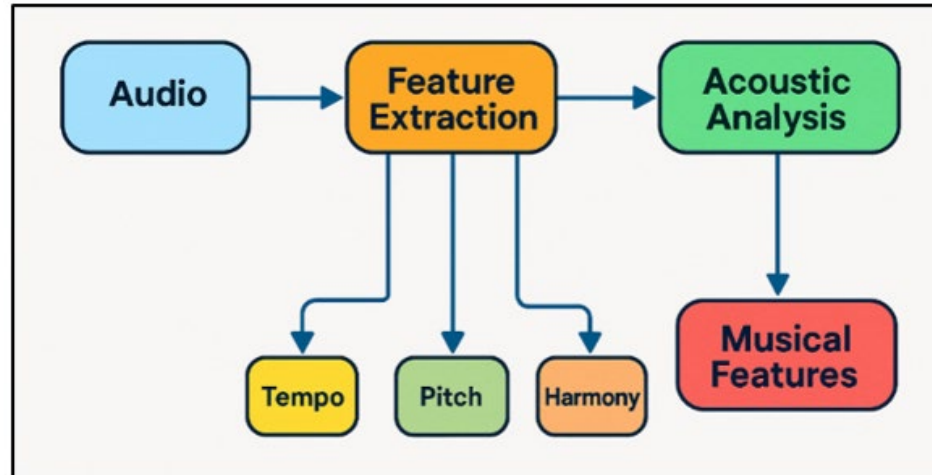 Audio
Feature
Extraction
Acoustic
Analysis
Tempo
Pitch
Harmony
Musical
Features